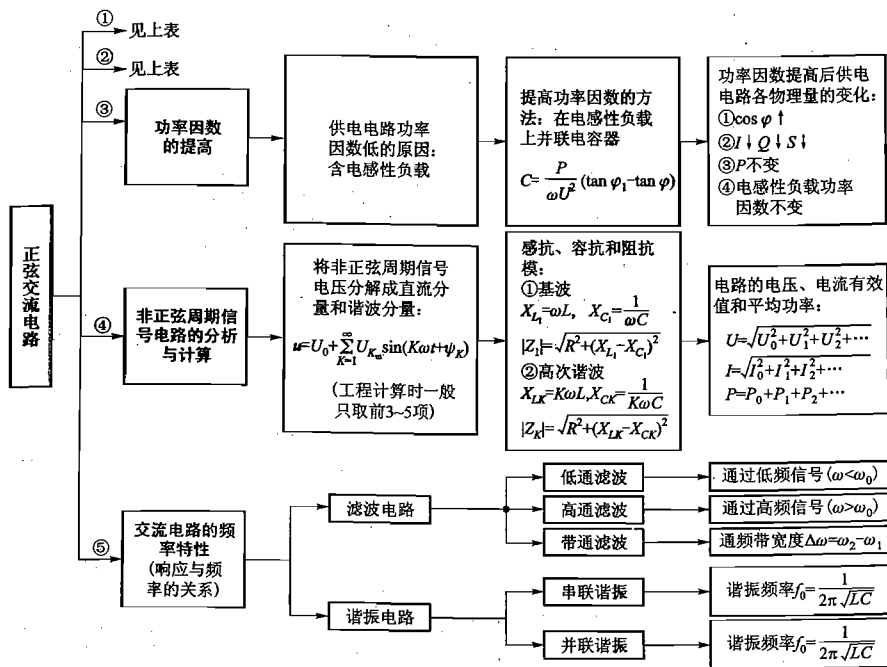 正弦交流电路
① 见上表
② 见上表
③
功率因数
的提高
供电电路功率
因数低的原因:
含电感性负载
提高功率因数的方
法：在电感性负载
上并联电容器
C=P/ωU²(tan φ₁-tan φ)
功率因数提高后供电
电路各物理量的变化：
①cos φ↑
②I↓ Q↓ S↓
③P不变
④电感性负载功率
因数不变
④
非正弦周期信
号电路的分析
与计算
将非正弦周期信号
电压分解成直流分
量和谐波分量：
u=U₀+∑_{K=1}^{∞}U_{Km}sin(Kωt+ψ_K)
(工程计算时一般
只取前3~5项)
感抗、容抗和阻抗
模：
①基波
X_{L₁}=ωL, X_{C₁}=1/ωC
|Z₁|=√(R²+(X_{L₁}-X_{C₁})²)
②高次谐波
X_{LK}=KωL,X_{CK}=1/KωC
|Z_K|=√(R²+(X_{LK}-X_{CK})²)
电路的电压、电流有效
值和平均功率：
U=√(U₀²+U₁²+U₂²+⋯)
I=√(I₀²+I₁²+I₂²+⋯)
P=P₀+P₁+P₂+⋯
⑤
交流电路的频
率特性
(响应与频
率的关系)
滤波电路
低通滤波
通过低频信号(ω<ω₀)
高通滤波
通过高频信号(ω>ω₀)
带通滤波
通频带宽度Δω=ω₂-ω₁
谐振电路
串联谐振
谐振频率f₀=1/2π√LC
并联谐振
谐振频率f₀=1/2π√LC